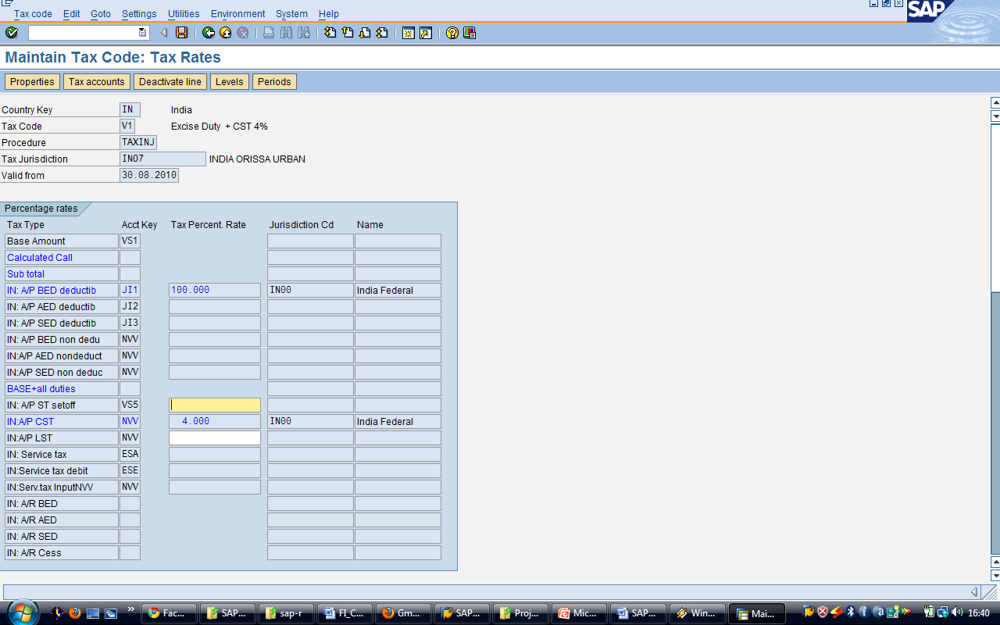 Tax code Edit Goto Settings Utilities Environment System Help
SAP
Maintain Tax Code: Tax Rates
Properties Tax accounts Deactivate line Levels Periods
Country Key IN India
Tax Code V1 Excise Duty + CST 4%
Procedure TAXINJ
Tax Jurisdiction IN07 INDIA ORISSA URBAN
Valid from 30.08.2010
Percentage rates
Tax Type Acct Key Tax Percent. Rate Jurisdiction Cd Name
Base Amount VS1
Calculated Call
Sub total
IN: A/P BED deductib JI1 100.000 IN00 India Federal
IN: A/P AED deductib JI2
IN: A/P SED deductib JI3
IN: A/P BED non dedu NVV
IN:A/P AED nondeduct NVV
IN:A/P SED non deduc NVV
BASE+all duties
IN: A/P ST setoff VS5
IN:A/P CST NVV 4.000 IN00 India Federal
IN:A/P LST NVV
IN: Service tax ESA
IN:Service tax debit ESE
IN:Serv.tax InputNVV NVV
IN: A/R BED
IN: A/R AED
IN: A/R SED
IN: A/R Cess
Fac... SAP... sap-r FI_C... Gm... SAP... Proj... Mic... SAP... Win... Mai... 16:40